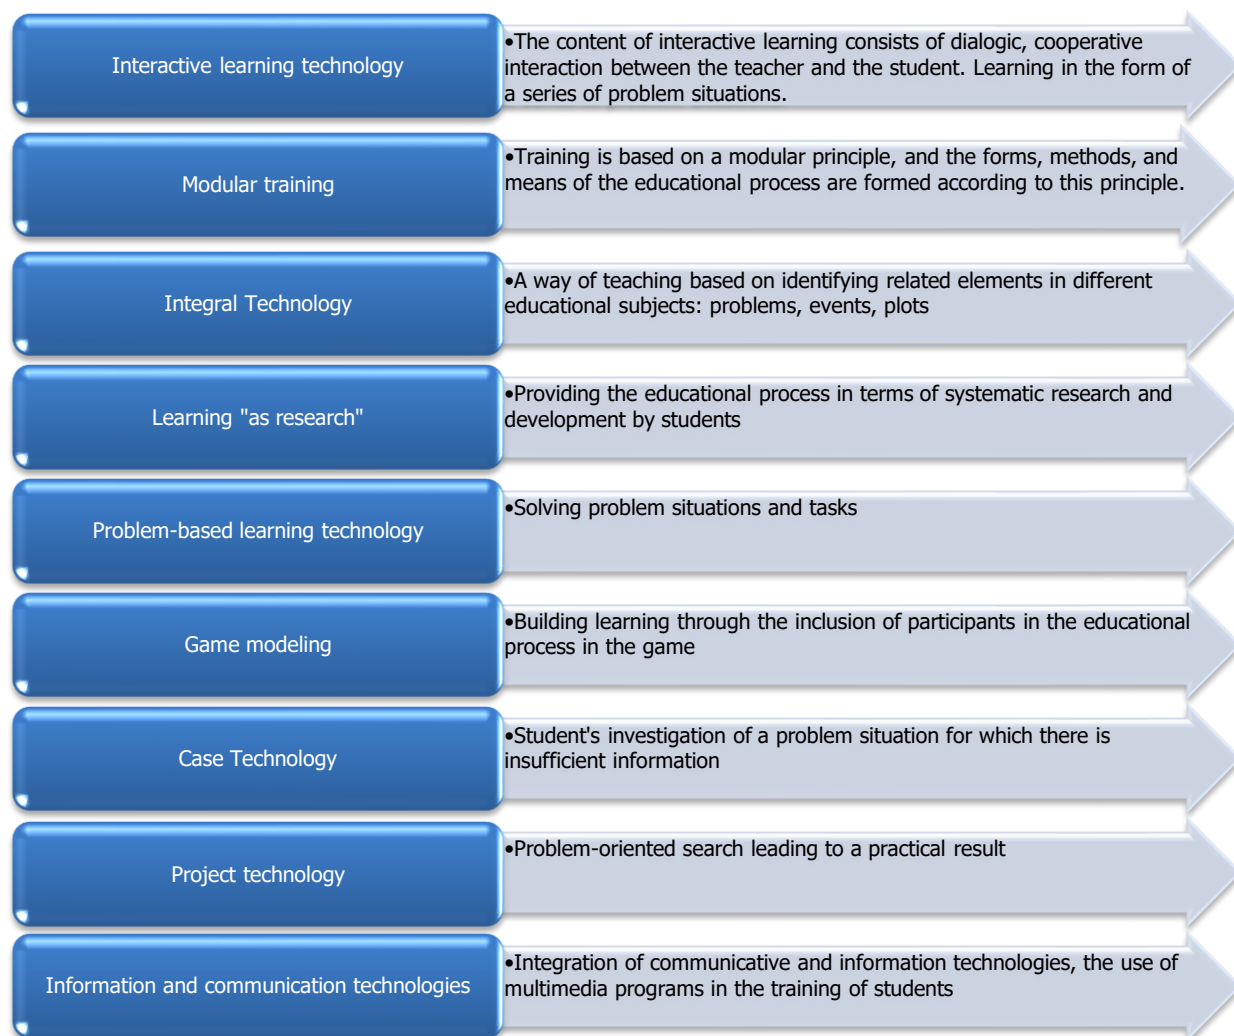 Interactive learning technology
•The content of interactive learning consists of dialogic, cooperative
interaction between the teacher and the student. Learning in the form of
a series of problem situations.
Modular training
•Training is based on a modular principle, and the forms, methods, and
means of the educational process are formed according to this principle.
Integral Technology
•A way of teaching based on identifying related elements in different
educational subjects: problems, events, plots
Learning "as research"
•Providing the educational process in terms of systematic research and
development by students
Problem-based learning technology
•Solving problem situations and tasks
Game modeling
•Building learning through the inclusion of participants in the educational
process in the game
Case Technology
•Student's investigation of a problem situation for which there is
insufficient information
Project technology
•Problem-oriented search leading to a practical result
Information and communication technologies
•Integration of communicative and information technologies, the use of
multimedia programs in the training of students